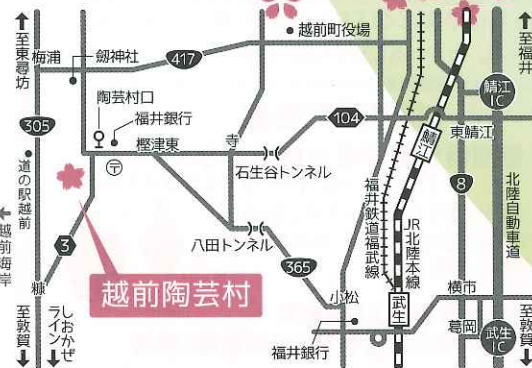 至東尋坊
梅浦
劔神社
417
越前町役場
至福井
鯖江IC
305
陶芸村口
福井銀行
104
鯖江
東鯖江
〒
樫津東
寺
石生谷トンネル
8
北陸自動車道
道の駅越前
越前海岸
福井鉄道福武線
JR北陸本線
3
八田トンネル
365
越前陶芸村
糠
小松
武生
横市
葛岡
武生IC
福井銀行
しおかぜライン
至敦賀
至敦賀